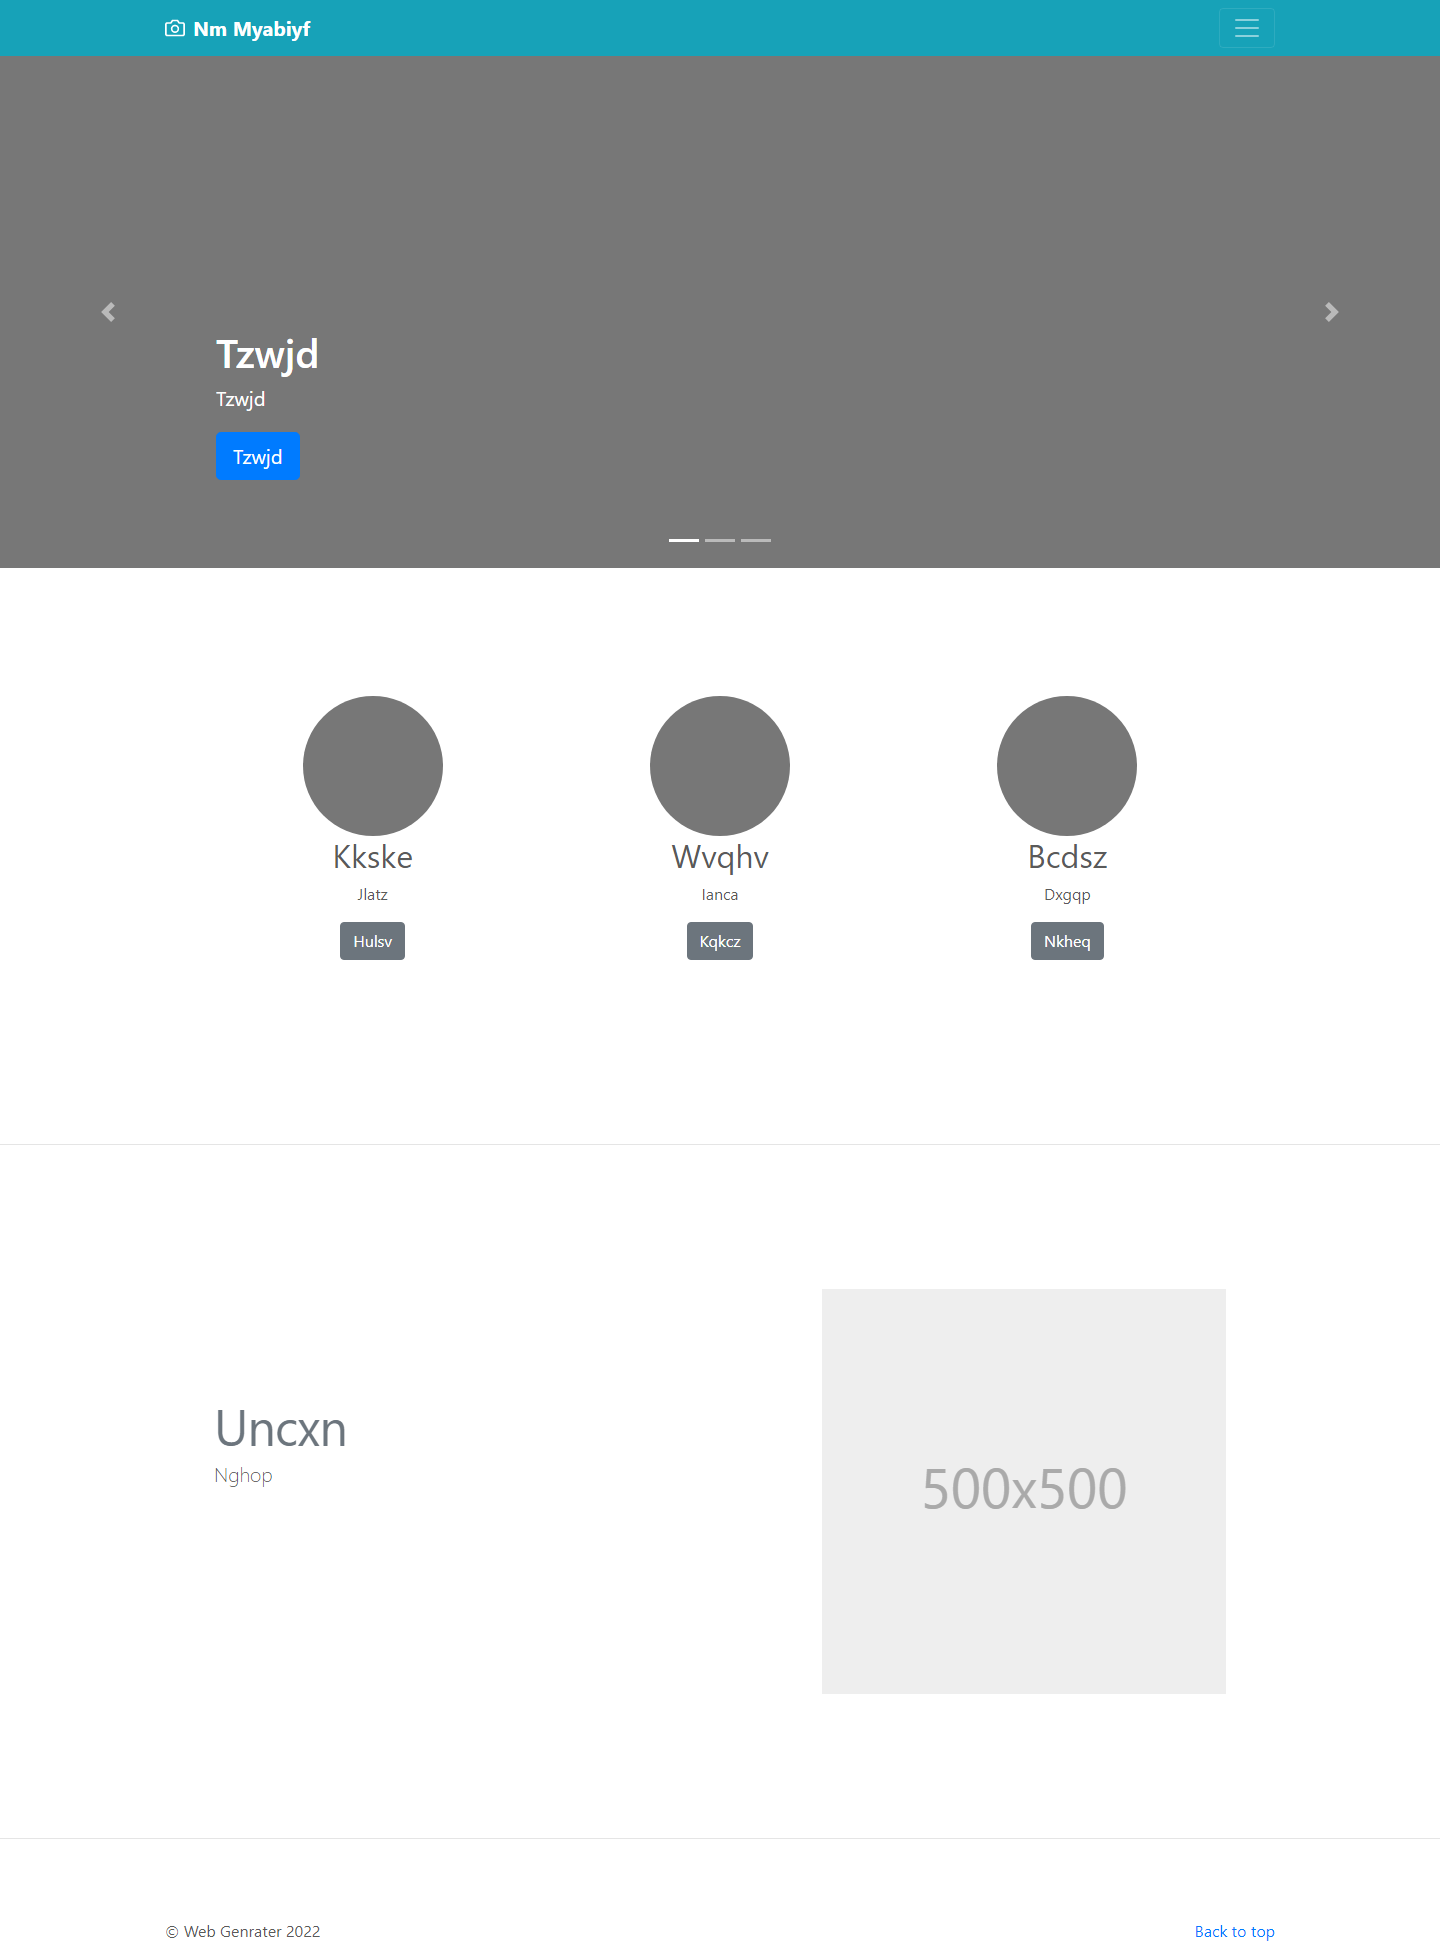 Nm Myabiyf
Tzwjd
Tzwjd
Tzwjd
Kkske
Jlatz
Hulsv
Wvqhv
Ianca
Kqkcz
Bcdsz
Dxgqp
Nkheq
Uncxn
Nghop
500x500
© Web Genrater 2022
Back to top